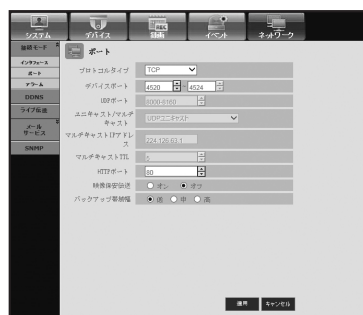 システム
デバイス
録画
イベント
ネットワーク
接続モード
インタフェース
ポート
アラーム
DDNS
ライブ伝送
メール
サービス
SNMP
ポート
プロトコルタイプ TCP
デバイスポート 4520 ~ 4524
UDPポート 6000-6160
ユニキャスト/マルチ
キャスト UDPユニキャスト
マルチキャストIPアドレ
ス 224.126.63.1
マルチキャストTTL 5
HTTPポート 80
映像保安伝送 オン オフ
バックアップ帯域幅 低 中 高
適用 キャンセル